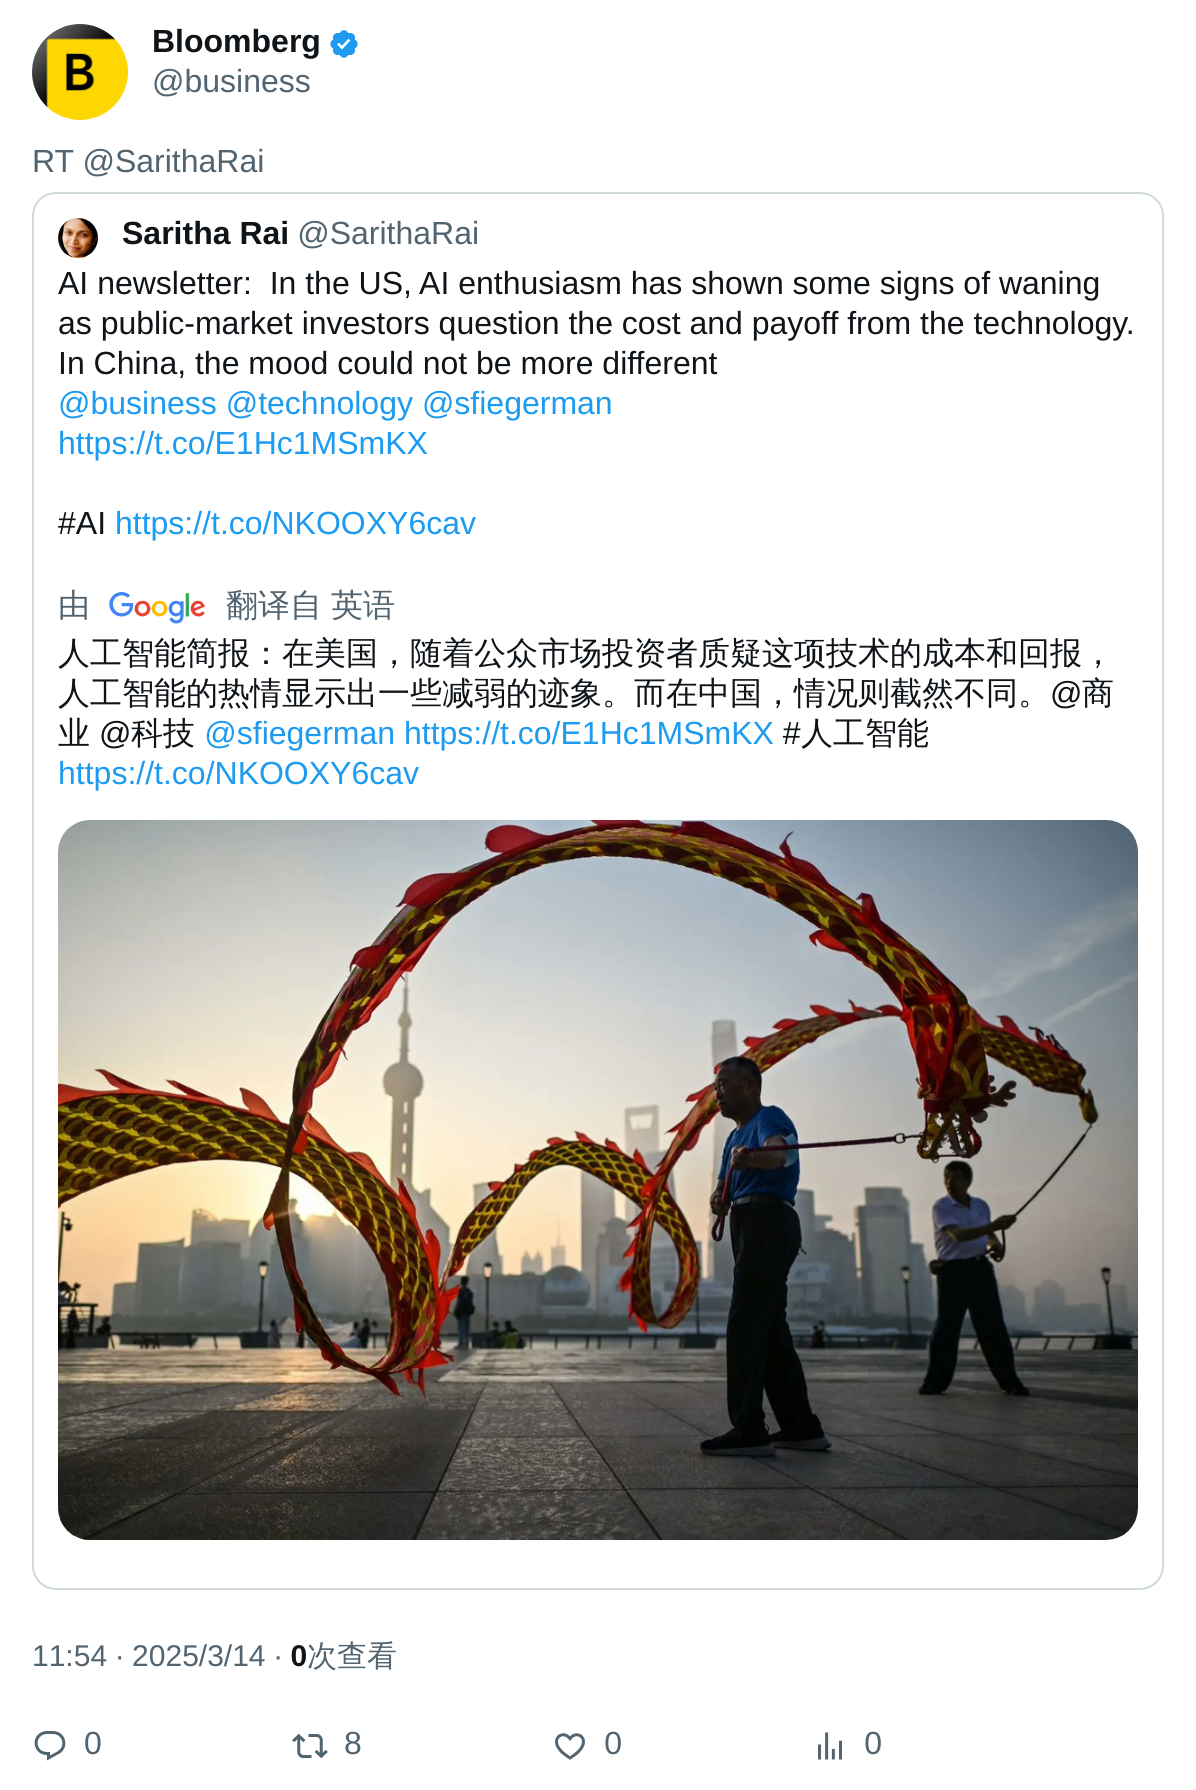 B
Bloomberg
@business
RT @SarithaRai
Saritha Rai @SarithaRai
AI newsletter:  In the US, AI enthusiasm has shown some signs of waning
as public-market investors question the cost and payoff from the technology.
In China, the mood could not be more different
@business @technology @sfiegerman
https://t.co/E1Hc1MSmKX
#AI https://t.co/NKOOXY6cav
由 Google 翻译自 英语
人工智能简报：在美国，随着公众市场投资者质疑这项技术的成本和回报，
人工智能的热情显示出一些减弱的迹象。而在中国，情况则截然不同。@商
业 @科技 @sfiegerman https://t.co/E1Hc1MSmKX #人工智能
https://t.co/NKOOXY6cav
11:54 · 2025/3/14 · 0次查看
0 8 0 0